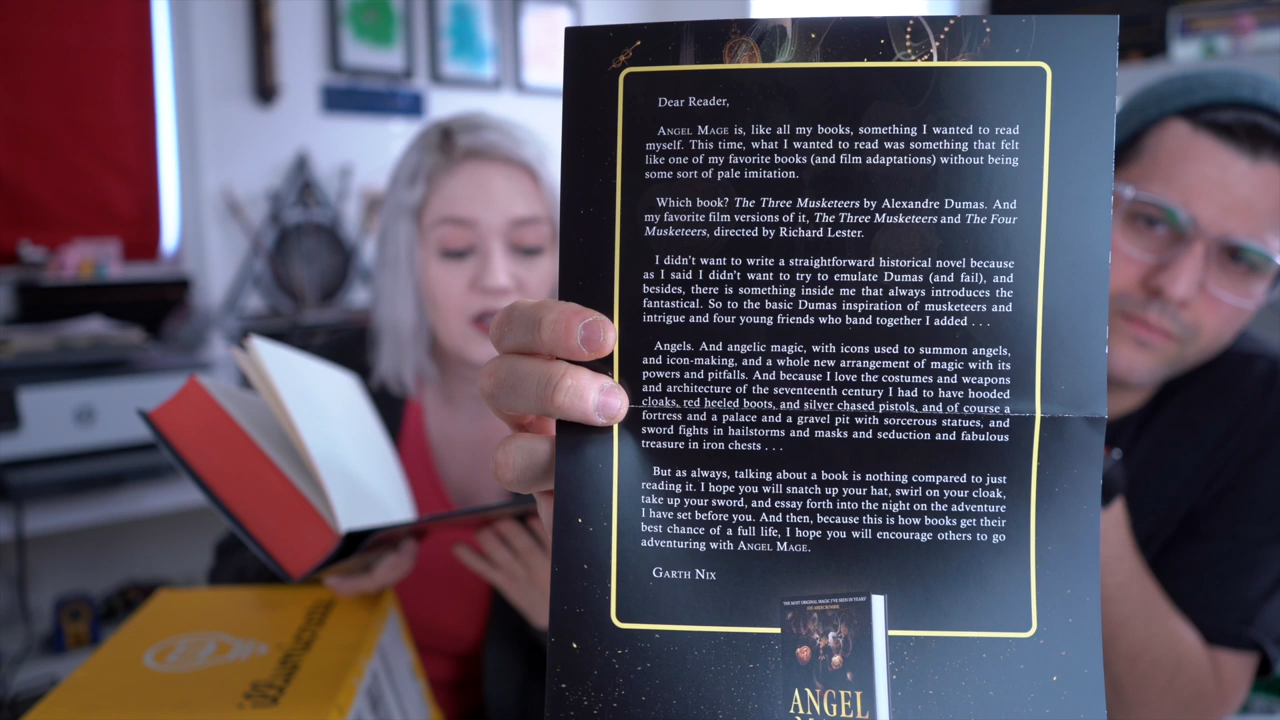 Dear Reader,
ANGEL MAGE is, like all my books, something I wanted to read
myself. This time, what I wanted to read was something that felt
like one of my favorite books (and film adaptations) without being
some sort of pale imitation.
Which book? The Three Musketeers by Alexandre Dumas. And
my favorite film versions of it, The Three Musketeers and The Four
Musketeers, directed by Richard Lester.
I didn't want to write a straightforward historical novel because
as I said I didn't want to try to emulate Dumas (and fail), and
besides, there is something inside me that always introduces the
fantastical. So to the basic Dumas inspiration of musketeers and
intrigue and four young friends who band together I added . . .
Angels. And angelic magic, with icons used to summon angels,
and icon-making, and a whole new arrangement of magic with its
powers and pitfalls. And because I love the costumes and weapons
and architecture of the seventeenth century I had to have hooded
cloaks, red heeled boots, and silver chased pistols, and of course a
fortress and a palace and a gravel pit with sorcerous statues, and
sword fights in hailstorms and masks and seduction and fabulous
treasure in iron chests . . .
But as always, talking about a book is nothing compared to just
reading it. I hope you will snatch up your hat, swirl on your cloak,
take up your sword, and essay forth into the night on the adventure
I have set before you. And then, because this is how books get their
best chance of a full life, I hope you will encourage others to go
adventuring with ANGEL MAGE.
GARTH NIX
'THE MOST ORIGINAL MAGIC I'VE SEEN IN YEARS'
JOE ABERCROMBIE
ANGEL
illumicrate